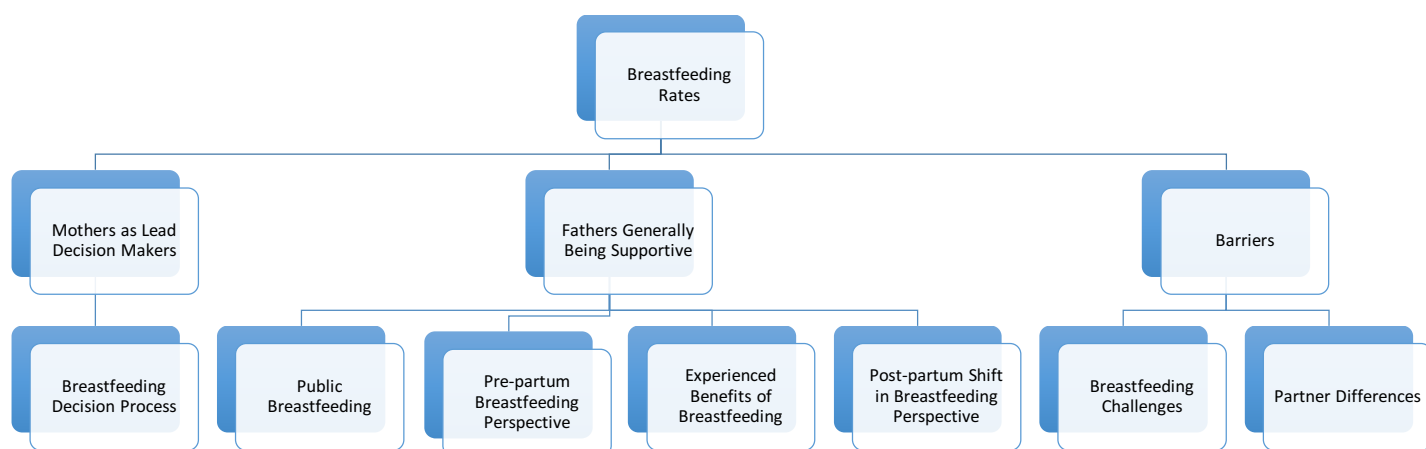 Breastfeeding
Rates
Mothers as Lead
Decision Makers
Fathers Generally
Being Supportive
Barriers
Breastfeeding
Decision Process
Public
Breastfeeding
Pre-partum
Breastfeeding
Perspective
Experienced
Benefits of
Breastfeeding
Post-partum Shift
in Breastfeeding
Perspective
Breastfeeding
Challenges
Partner Differences